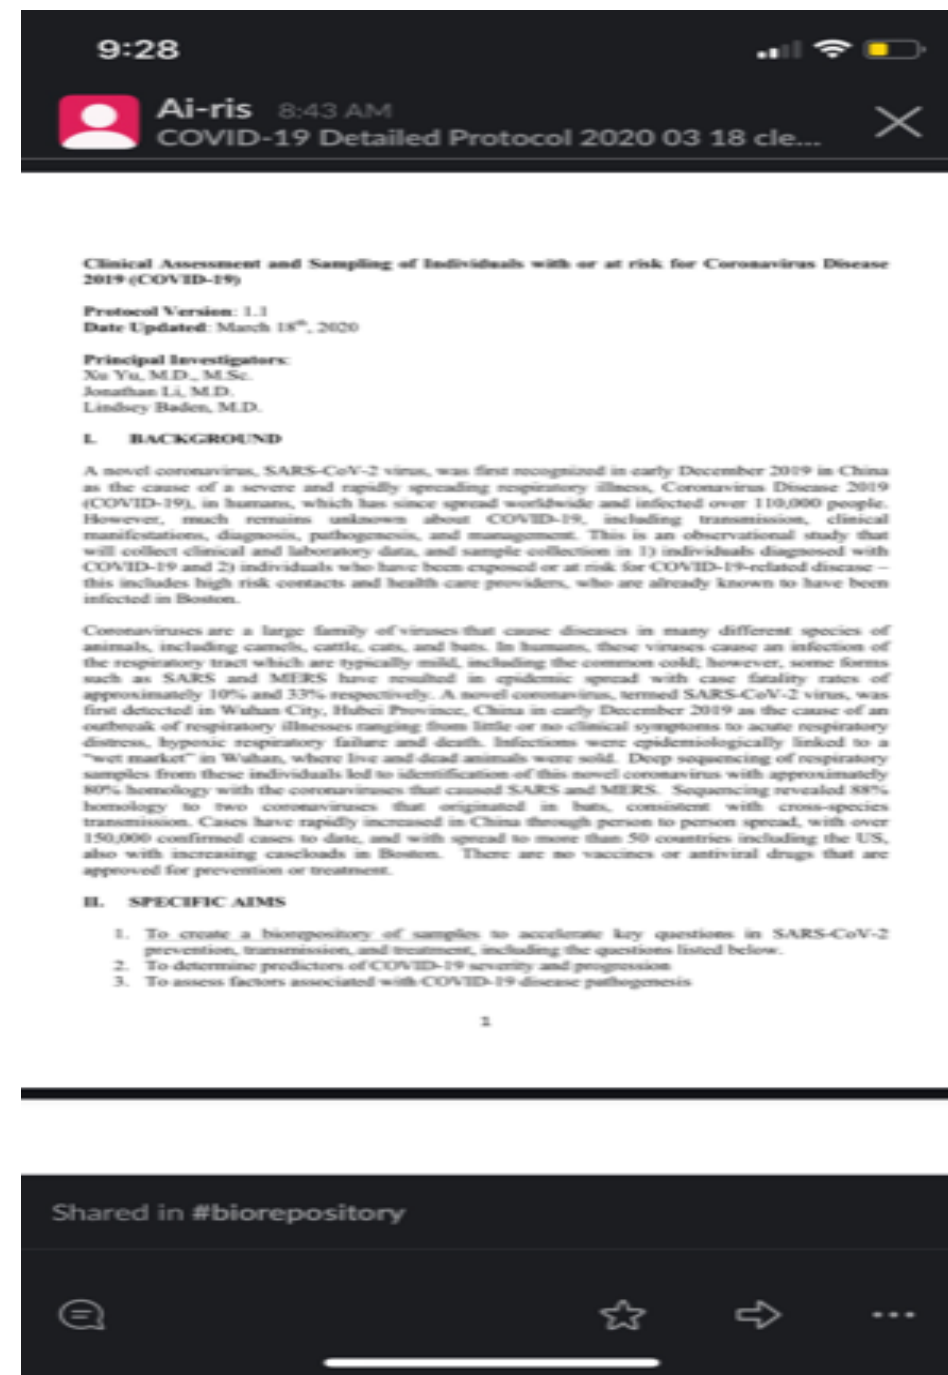 9:28
Ai-ris 8:43 AM
COVID-19 Detailed Protocol 2020 03 18 cle...
Clinical Assessment and Sampling of Individuals with or at risk for Coronavirus Disease
2019 (COVID-19)
Protocol Version: 1.1
Date Updated: March 18th, 2020
Principal Investigators:
Xu Yu, M.D., M.Sc.
Jonathan Li, M.D.
Lindsey Baden, M.D.
I. BACKGROUND
A novel coronavirus, SARS-CoV-2 virus, was first recognized in early December 2019 in China
as the cause of a severe and rapidly spreading respiratory illness, Coronavirus Disease 2019
(COVID-19), in humans, which has since spread worldwide and infected over 110,000 people.
However, much remains unknown about COVID-19, including transmission, clinical
manifestations, diagnosis, pathogenesis, and management. This is an observational study that
will collect clinical and laboratory data, and sample collection in 1) individuals diagnosed with
COVID-19 and 2) individuals who have been exposed or at risk for COVID-19-related disease –
this includes high risk contacts and health care providers, who are already known to have been
infected in Boston.
Coronaviruses are a large family of viruses that cause diseases in many different species of
animals, including camels, cattle, cats, and bats. In humans, these viruses cause an infection of
the respiratory tract which are typically mild, including the common cold; however, some forms
such as SARS and MERS have resulted in epidemic spread with case fatality rates of
approximately 10% and 33% respectively. A novel coronavirus, termed SARS-CoV-2 virus, was
first detected in Wuhan City, Hubei Province, China in early December 2019 as the cause of an
outbreak of respiratory illnesses ranging from little or no clinical symptoms to acute respiratory
distress, hypoxic respiratory failure and death. Infections were epidemiologically linked to a
“wet market” in Wuhan, where live and dead animals were sold. Deep sequencing of respiratory
samples from these individuals led to identification of this novel coronavirus with approximately
80% homology with the coronaviruses that caused SARS and MERS. Sequencing revealed 88%
homology to two coronaviruses that originated in bats, consistent with cross-species
transmission. Cases have rapidly increased in China through person to person spread, with over
150,000 confirmed cases to date, and with spread to more than 50 countries including the US,
also with increasing caseloads in Boston. There are no vaccines or antiviral drugs that are
approved for prevention or treatment.
II. SPECIFIC AIMS
1. To create a biorepository of samples to accelerate key questions in SARS-CoV-2
prevention, transmission, and treatment, including the questions listed below.
2. To determine predictors of COVID-19 severity and progression
3. To assess factors associated with COVID-19 disease pathogenesis
1
Shared in #biorepository